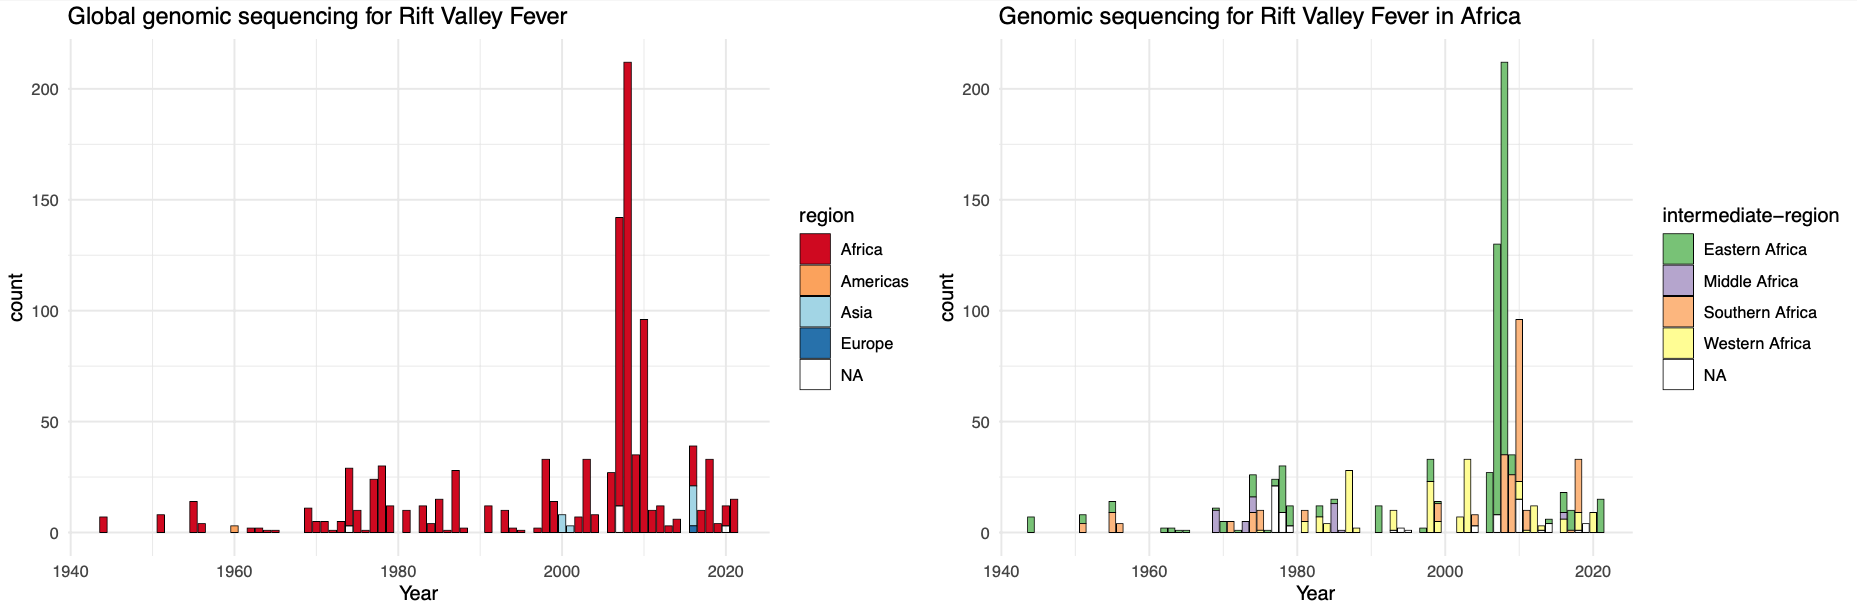 Global genomic sequencing for Rift Valley Fever
200
150
100
50
0
count
1940
1960
1980
2000
2020
Year
region
Africa
Americas
Asia
Europe
NA
Genomic sequencing for Rift Valley Fever in Africa
200
150
100
50
0
count
1940
1960
1980
2000
2020
Year
intermediate−region
Eastern Africa
Middle Africa
Southern Africa
Western Africa
NA